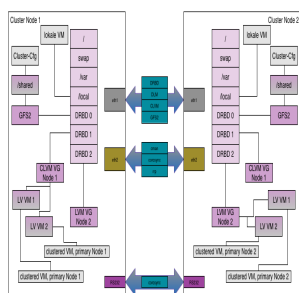 Cluster Node 1
lokale VM
Cluster-Cfg
/shared
GFS2
/
swap
/var
/local
DRBD 0
DRBD 1
DRBD 2
CLVM VG
Node 1
LV VM 1
LV VM 2
LVM VG
Node 2
clustered VM, primary Node 1
clustered VM, primary Node 1
eth1
GFS2
Cluster Node 2
lokale VM
Cluster-Cfg
/shared
GFS2
/
swap
/var
/local
DRBD 0
DRBD 1
DRBD 2
CLVM VG
Node 1
LVM VG
Node 2
LV VM 1
LV VM 2
clustered VM, primary Node 2
clustered VM, primary Node 2
eth1